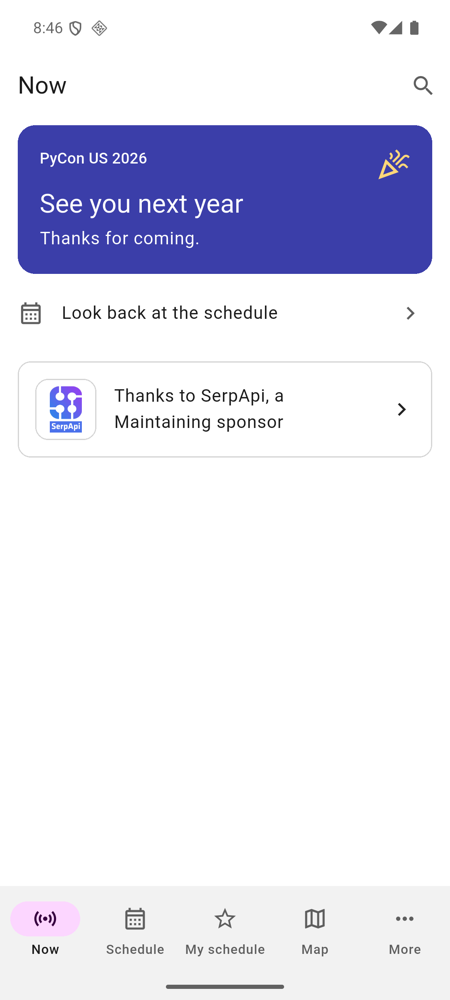 8:46
Now
PyCon US 2026
See you next year
Thanks for coming.
Look back at the schedule
SerpApi
Thanks to SerpApi, a
Maintaining sponsor
Now
Schedule
My schedule
Map
More